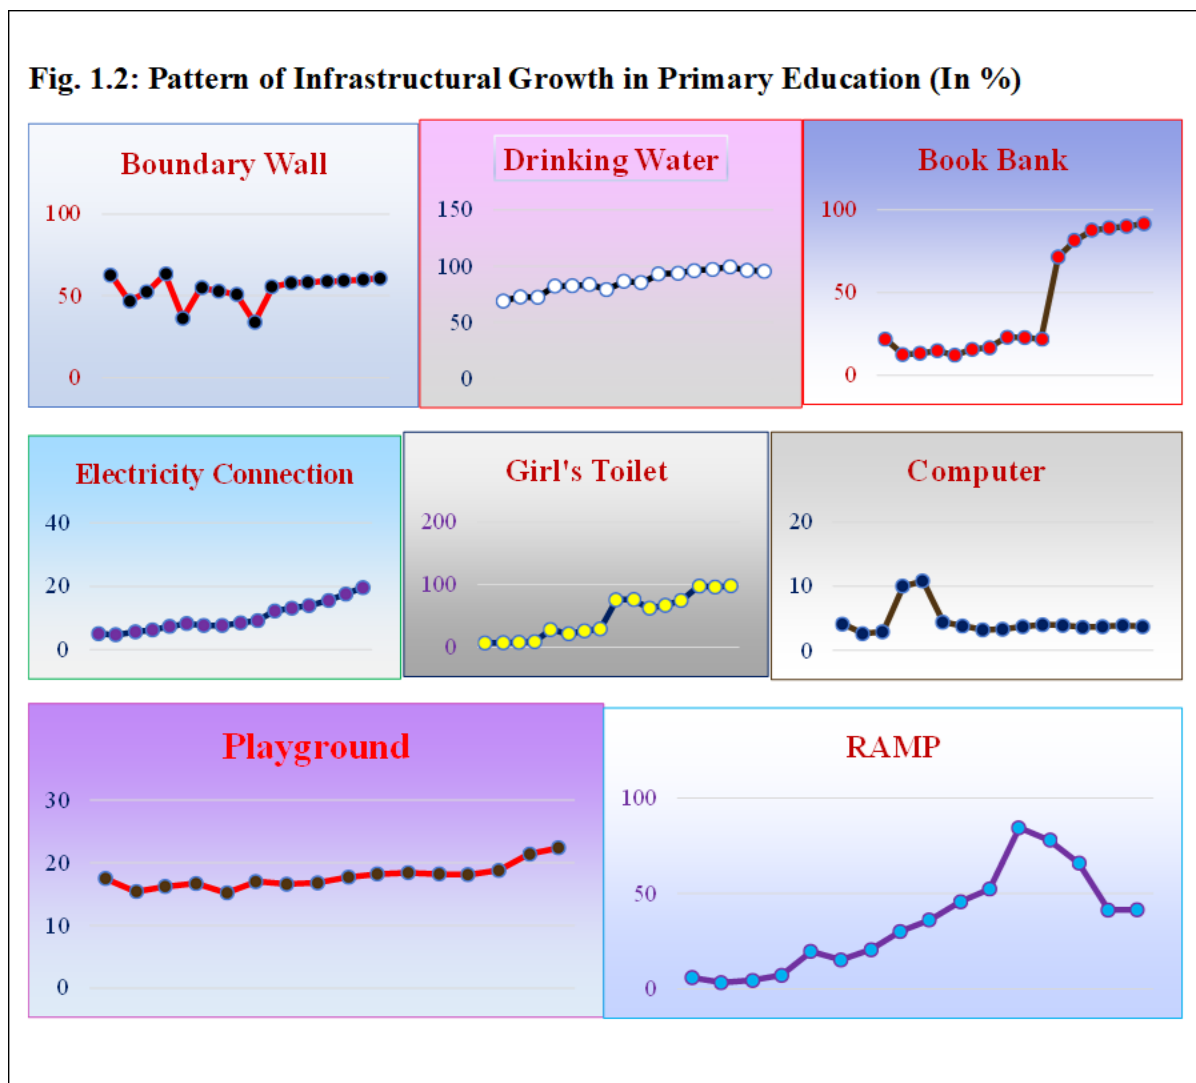 Fig. 1.2: Pattern of Infrastructural Growth in Primary Education (In %)
Boundary Wall
100
50
0
Drinking Water
150
100
50
0
Book Bank
100
50
0
Electricity Connection
40
20
0
Girl's Toilet
200
100
0
Computer
20
10
0
Playground
30
20
10
0
RAMP
100
50
0